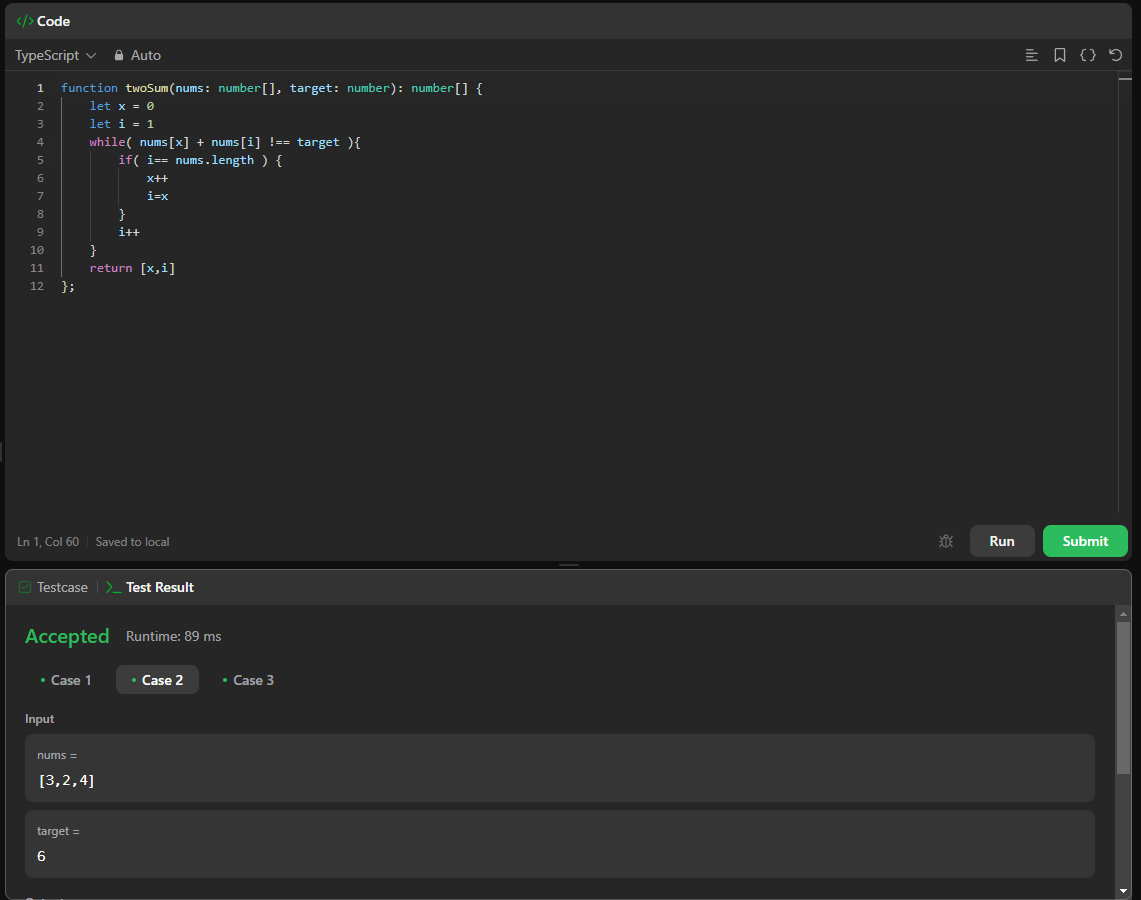 </> Code
TypeScript Auto
1 function twoSum(nums: number[], target: number): number[] {
2 let x = 0
3 let i = 1
4 while( nums[x] + nums[i] !== target ){
5 if( i== nums.length ) {
6 x++
7 i=x
8 }
9 i++
10 }
11 return [x,i]
12 };
Ln 1, Col 60 Saved to local
Run Submit
Testcase >_ Test Result
Accepted Runtime: 89 ms
• Case 1 • Case 2 • Case 3
Input
nums =
[3,2,4]
target =
6